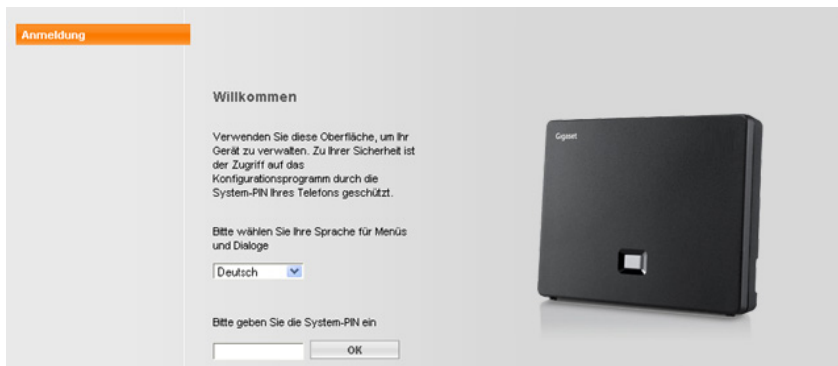 Anmeldung
Willkommen
Verwenden Sie diese Oberfläche, um Ihr
Gerät zu verwalten. Zu Ihrer Sicherheit ist
der Zugriff auf das
Konfigurationsprogramm durch die
System-PIN Ihres Telefons geschützt.
Bitte wählen Sie Ihre Sprache für Menüs
und Dialoge
Deutsch
Bitte geben Sie die System-PIN ein
OK
Gigaset